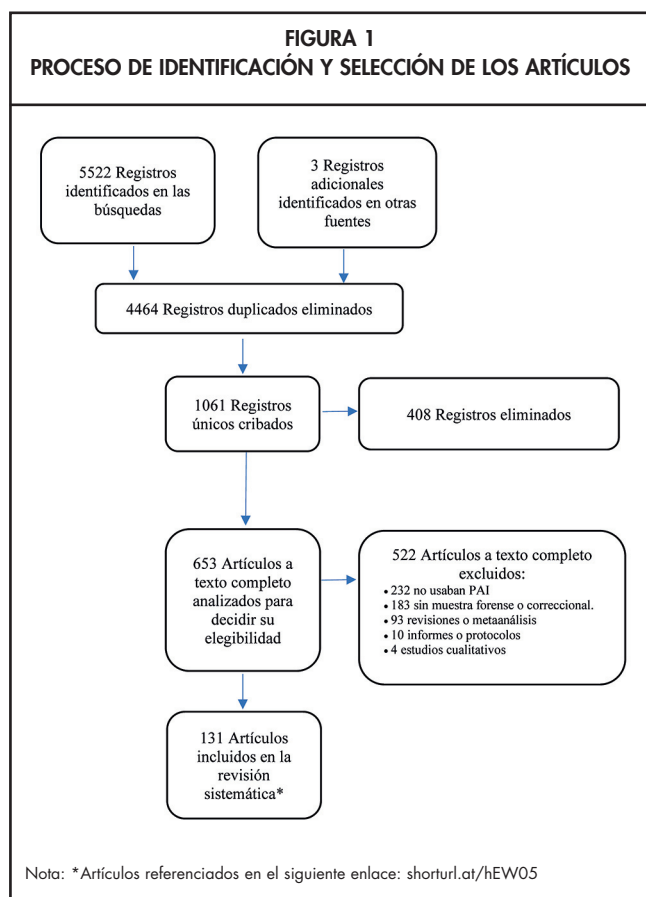 FIGURA 1
PROCESO DE IDENTIFICACIÓN Y SELECCIÓN DE LOS ARTÍCULOS
5522 Registros
identificados en las
búsquedas
3 Registros
adicionales
identificados en otras
fuentes
4464 Registros duplicados eliminados
1061 Registros
únicos cribados
408 Registros eliminados
653 Artículos a
texto completo
analizados para
decidir su
elegibilidad
522 Artículos a texto completo
excluidos:
• 232 no usaban PAI
• 183 sin muestra forense o correccional.
• 93 revisiones o metaanálisis
• 10 informes o protocolos
• 4 estudios cualitativos
131 Artículos
incluidos en la
revisión
sistemática*
Nota: *Artículos referenciados en el siguiente enlace: shorturl.at/hEW05